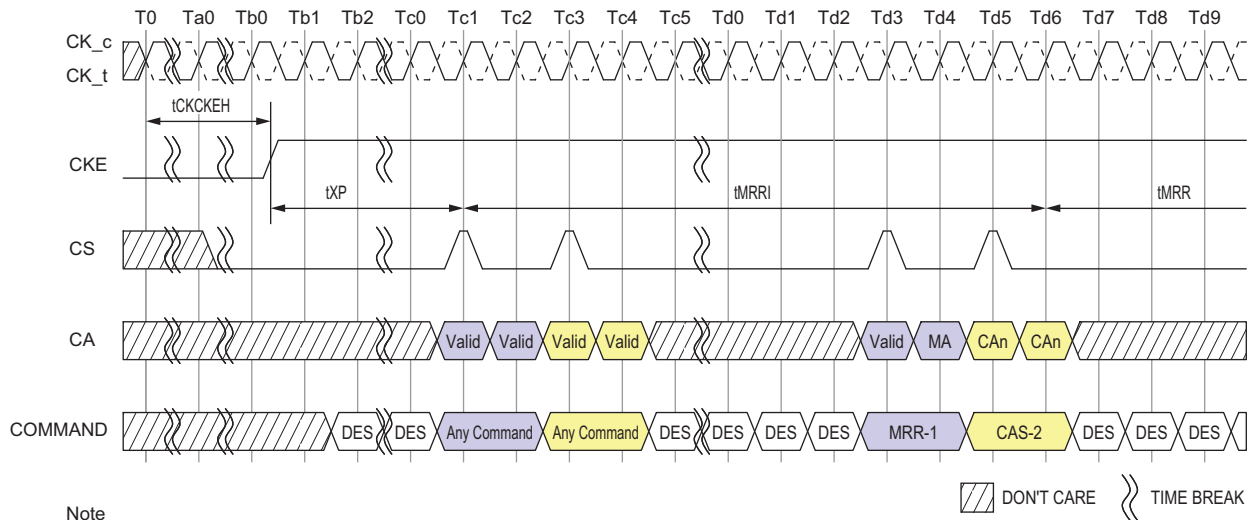 T0 Ta0 Tb0 Tb1 Tb2 Tc0 Tc1 Tc2 Tc3 Tc4 Tc5 Td0 Td1 Td2 Td3 Td4 Td5 Td6 Td7 Td8 Td9
CK_c
CK_t
tCKCKEH
CKE
tXP tMRRI tMRR
CS
CA Valid Valid Valid Valid Valid MA CAn CAn
COMMAND DES DES Any Command Any Command DES DES DES DES MRR-1 CAS-2 DES DES DES
DON'T CARE TIME BREAK
Note